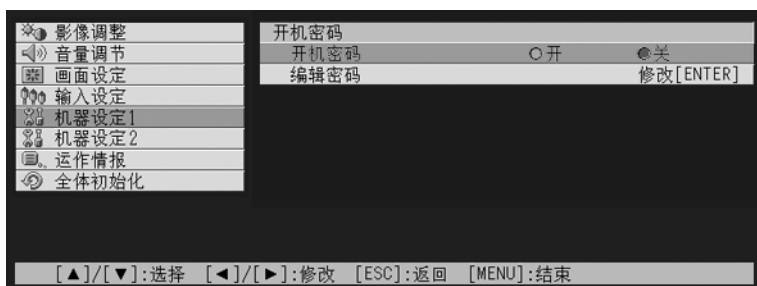 影像调整
音量调节
画面设定
输入设定
机器设定1
机器设定2
运作情报
全体初始化
开机密码
开机密码 开 关
编辑密码 修改[ENTER]
[▲]/[▼]:选择 [◀]/[▶]:修改 [ESC]:返回 [MENU]:结束